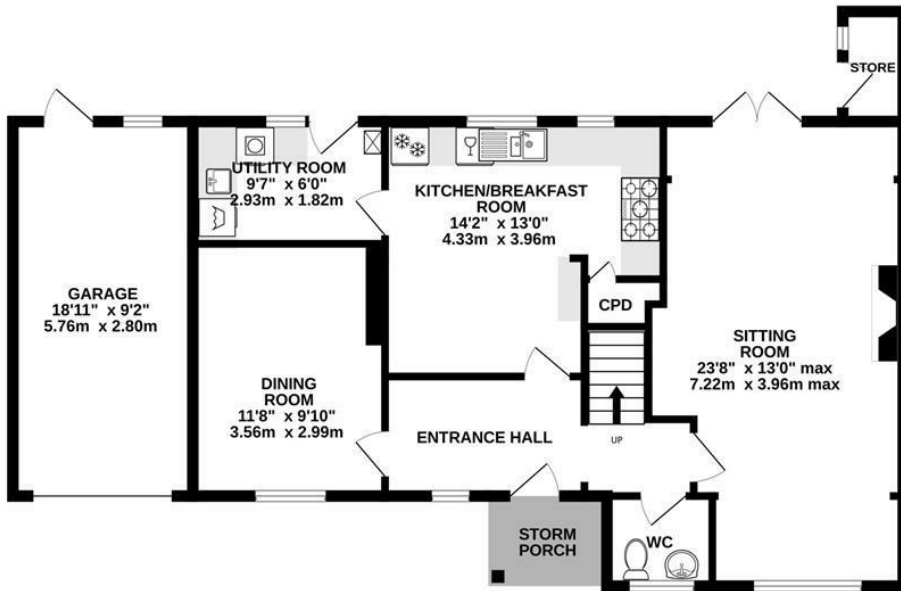 STORE
UTILITY ROOM
9'7" x 6'0"
2.93m x 1.82m
KITCHEN/BREAKFAST
ROOM
14'2" x 13'0"
4.33m x 3.96m
GARAGE
18'11" x 9'2"
5.76m x 2.80m
CPD
SITTING
ROOM
23'8" x 13'0" max
7.22m x 3.96m max
DINING
ROOM
11'8" x 9'10"
3.56m x 2.99m
ENTRANCE HALL
UP
STORM
PORCH
WC